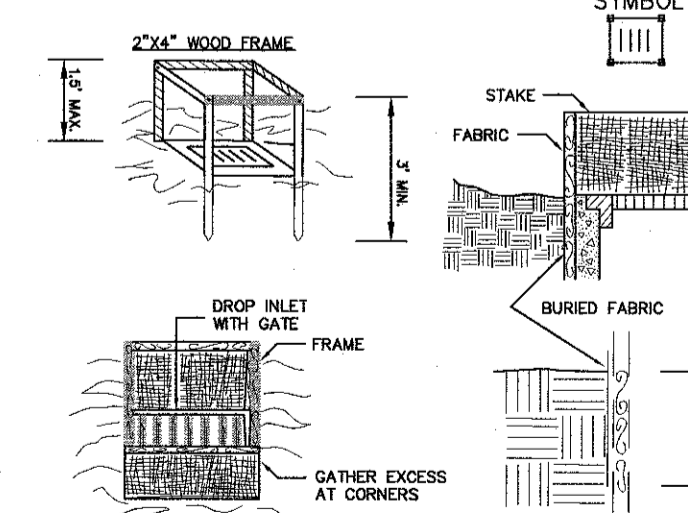 SYMBOL
2"X4" WOOD FRAME
1.5' MAX.
3' MIN.
STAKE
FABRIC
BURIED FABRIC
DROP INLET
WITH GATE
FRAME
GATHER EXCESS
AT CORNERS